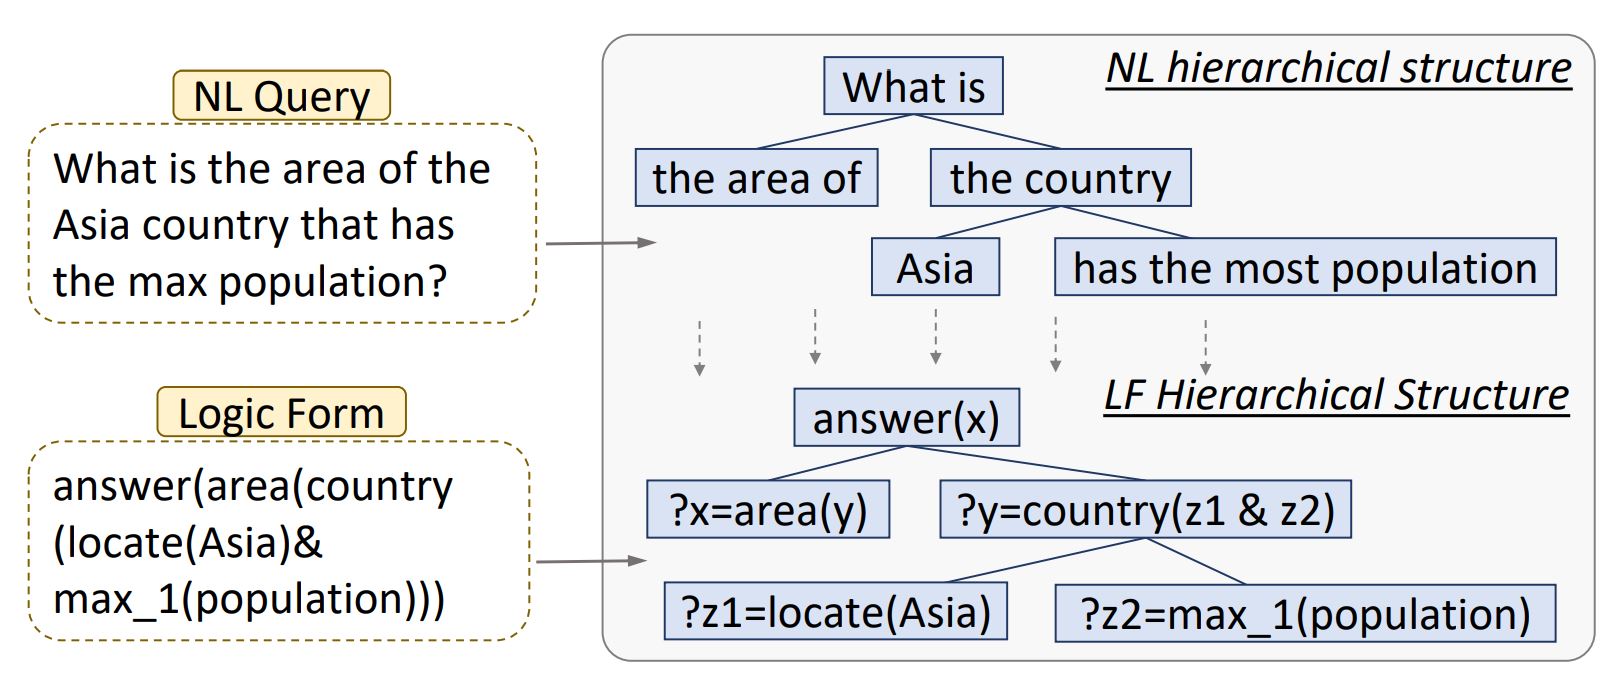 NL Query
What is the area of the
Asia country that has
the max population?
Logic Form
answer(area(country
(locate(Asia)&
max_1(population)))
NL hierarchical structure
What is
the area of
the country
Asia
has the most population
LF Hierarchical Structure
answer(x)
?x=area(y)
?y=country(z1 & z2)
?z1=locate(Asia)
?z2=max_1(population)